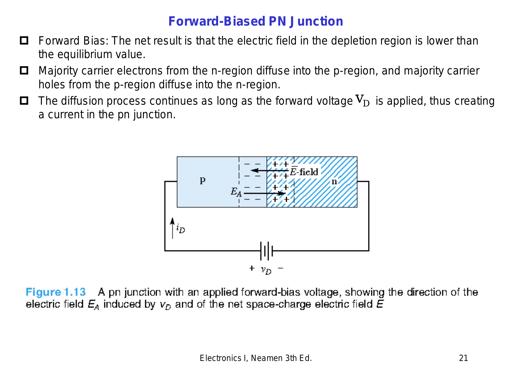 Forward-Biased PN Junction
Forward Bias: The net result is that the electric field in the depletion region is lower than
the equilibrium value.
Majority carrier electrons from the n-region diffuse into the p-region, and majority carrier
holes from the p-region diffuse into the n-region.
The diffusion process continues as long as the forward voltage V_D is applied, thus creating
a current in the pn junction.
− − + +
E-field
p
− − + +
n
E_A
− − + +
− − + +
i_D
+ v_D −
Figure 1.13 A pn junction with an applied forward-bias voltage, showing the direction of the
electric field E_A induced by v_D and of the net space-charge electric field E
Electronics I, Neamen 3th Ed.
21